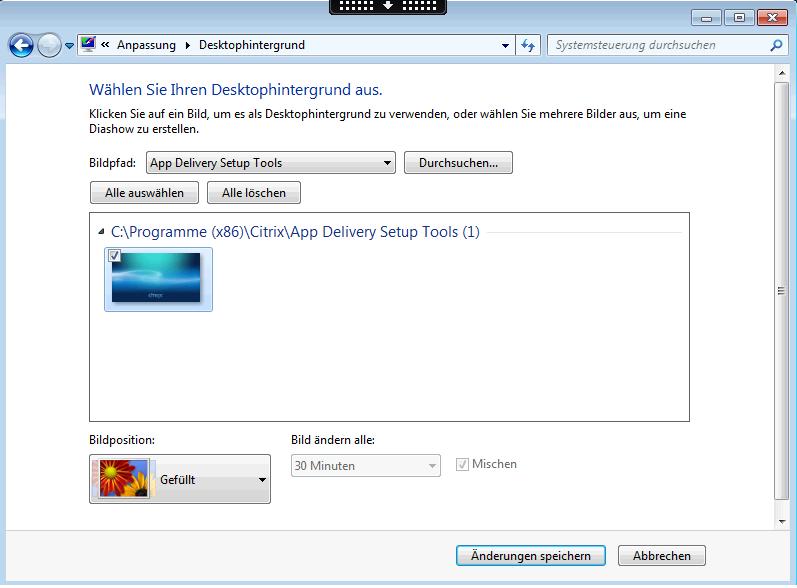 « Anpassung ▸ Desktophintergrund
Systemsteuerung durchsuchen
Wählen Sie Ihren Desktophintergrund aus.
Klicken Sie auf ein Bild, um es als Desktophintergrund zu verwenden, oder wählen Sie mehrere Bilder aus, um eine
Diashow zu erstellen.
Bildpfad: App Delivery Setup Tools Durchsuchen...
Alle auswählen Alle löschen
C:\Programme (x86)\Citrix\App Delivery Setup Tools (1)
citrix
Bildposition: Bild ändern alle:
Gefüllt 30 Minuten Mischen
Änderungen speichern Abbrechen